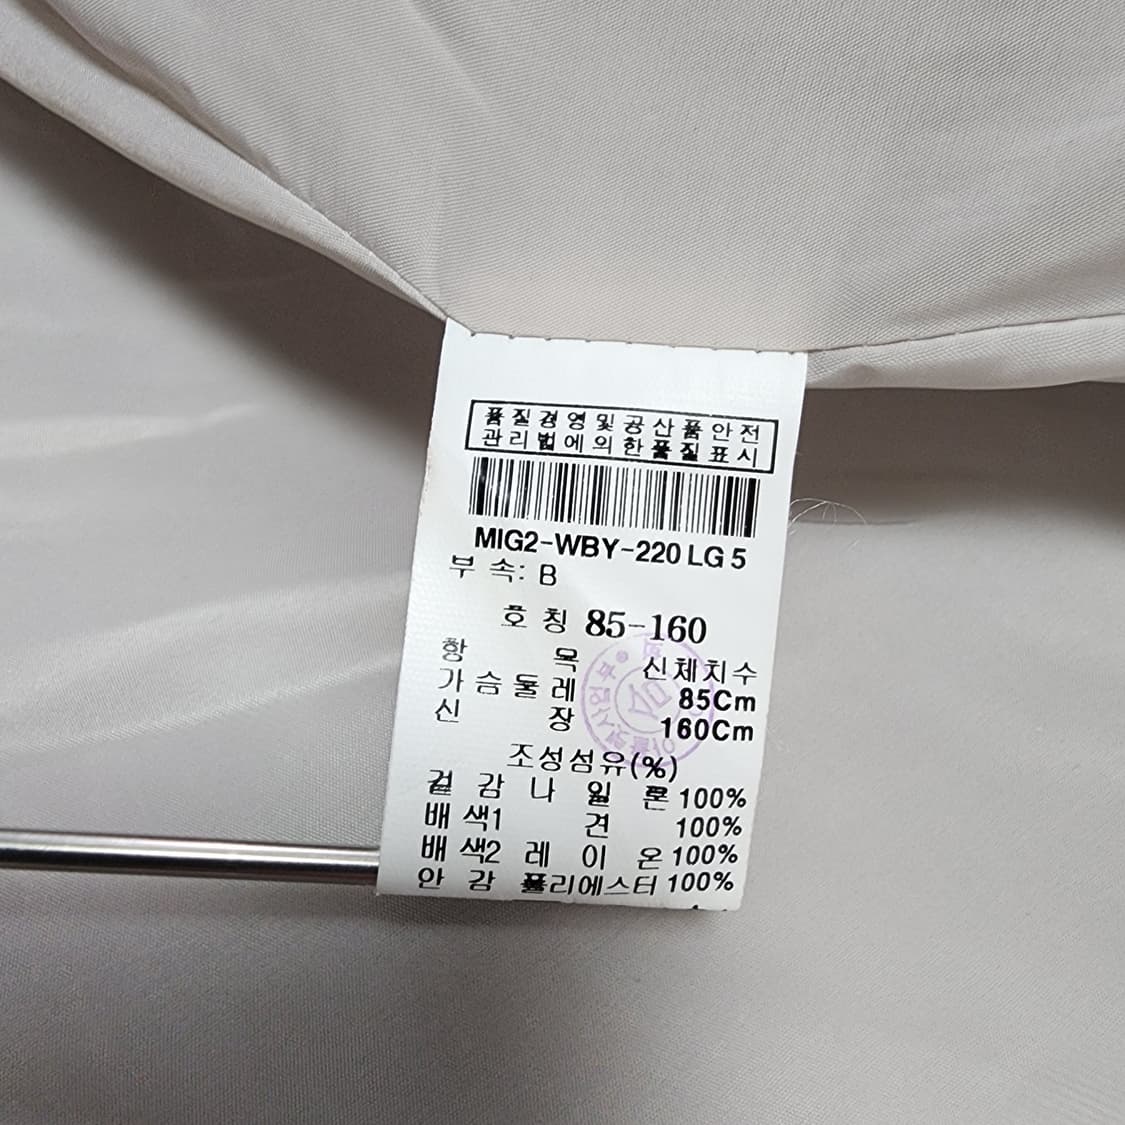 품질경영및공산품안전
관리법에의한품질표시
MIG2-WBY-220 LG 5
부 속: B
호 칭 85-160
항 목 신체치수
가 슴 둘 레 85Cm
신 장 160Cm
조성섬유(%)
겉 감 나 일 론 100%
배 색1 견 100%
배 색2 레 이 온 100%
안 감 폴리에스터 100%